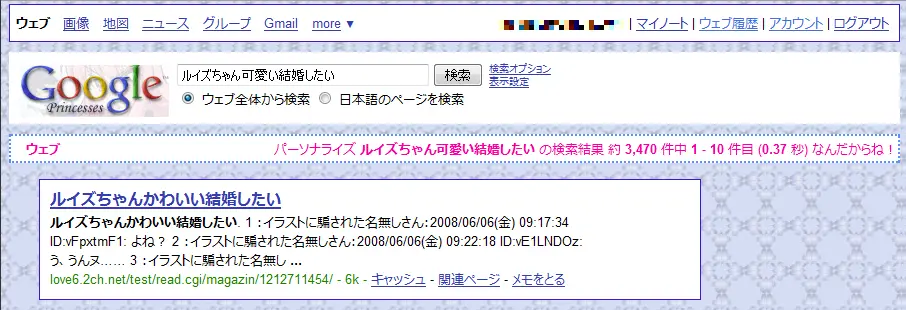 ウェブ 画像 地図 ニュース グループ Gmail more ▼ | マイノート | ウェブ履歴 | アカウント | ログアウト
Google
Princesses
ルイズちゃん可愛い結婚したい 検索 検索オプション
表示設定
ウェブ全体から検索 日本語のページを検索
ウェブ パーソナライズ ルイズちゃん可愛い結婚したい の検索結果 約 3,470 件中 1 - 10 件目 (0.37 秒) なんだからね！
ルイズちゃんかわいい結婚したい
ルイズちゃんかわいい結婚したい. 1 ：イラストに騙された名無しさん：2008/06/06(金) 09:17:34
ID:vFpxtmF1: よね？ 2 ：イラストに騙された名無しさん：2008/06/06(金) 09:22:18 ID:vE1LNDOz:
う、うんヌ…… 3 ：イラストに騙された名無し ...
love6.2ch.net/test/read.cgi/magazin/1212711454/ - 6k - キャッシュ - 関連ページ - メモをとる